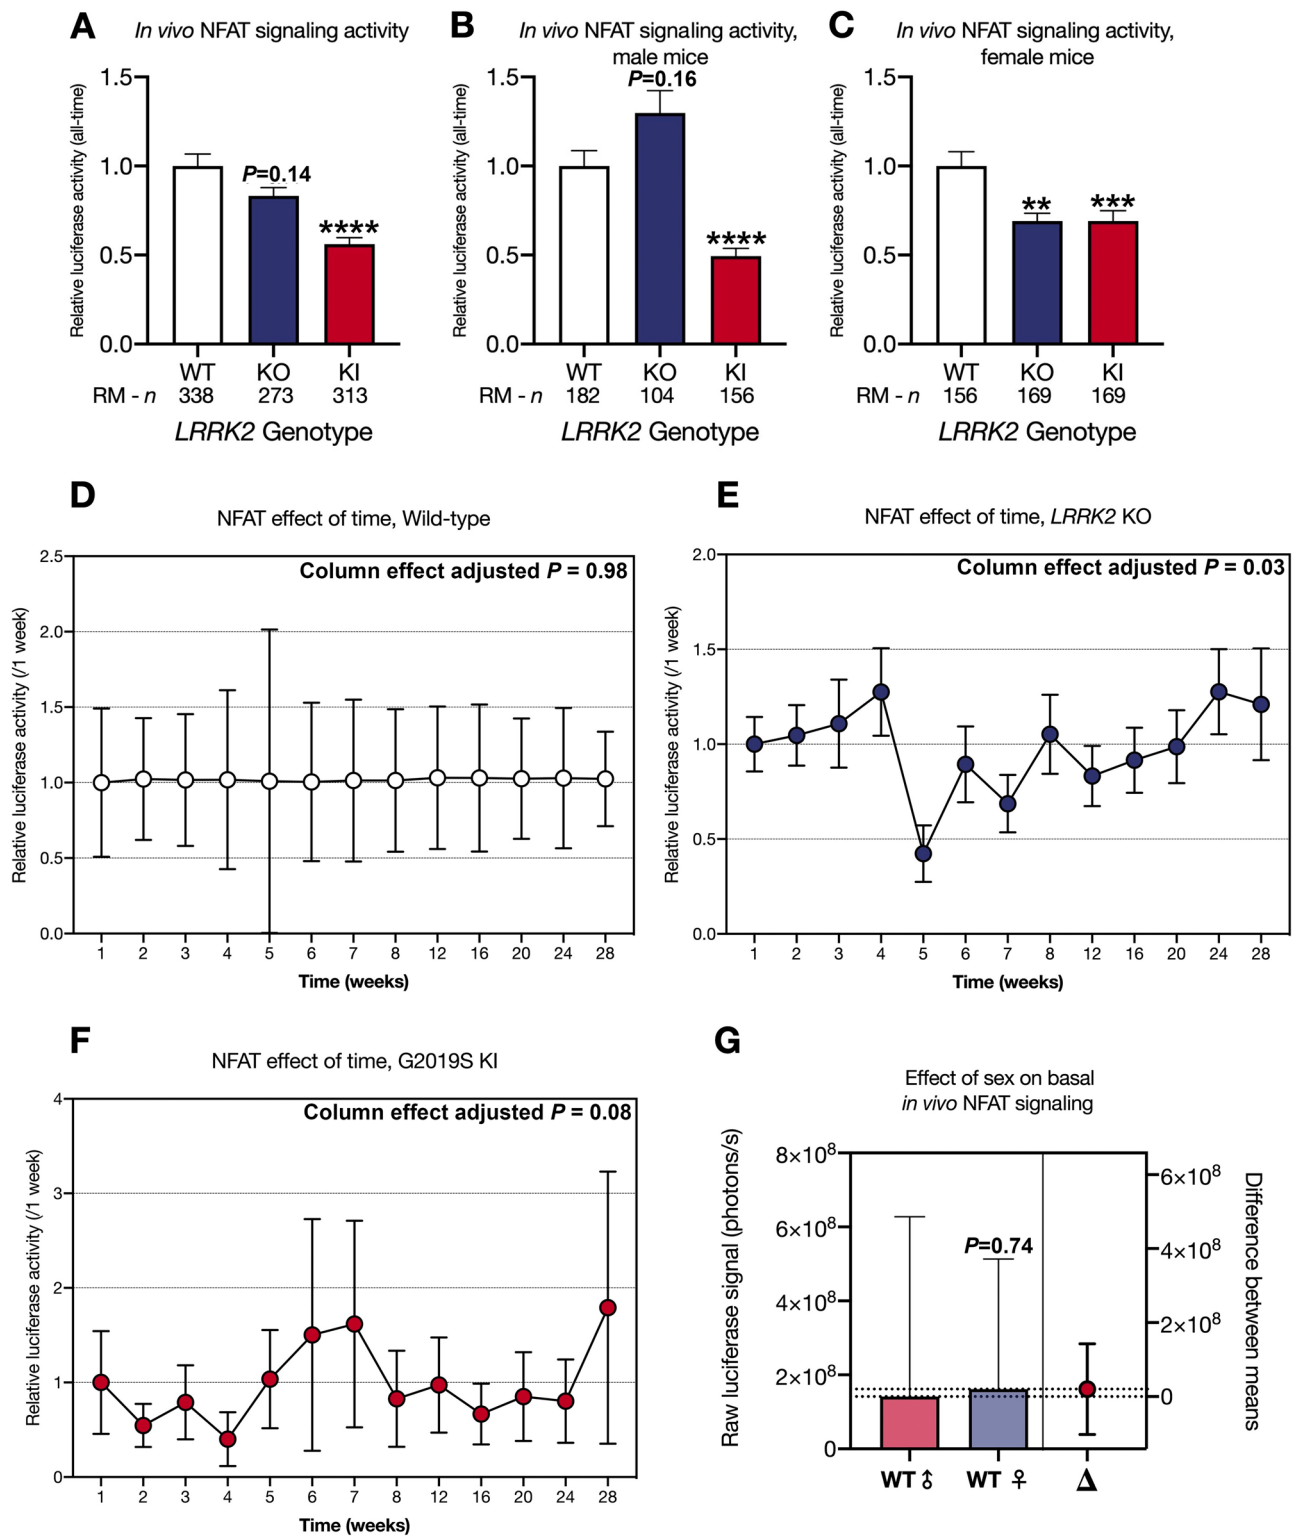 A
In vivo NFAT signaling activity
Relative luciferase activity (all-time)
1.5
1.0
0.5
0.0
P=0.14
****
WT KO KI
RM - n 338 273 313
LRRK2 Genotype
B
In vivo NFAT signaling activity,
male mice
Relative luciferase activity (all-time)
1.5
1.0
0.5
0.0
P=0.16
****
WT KO KI
RM - n 182 104 156
LRRK2 Genotype
C
In vivo NFAT signaling activity,
female mice
Relative luciferase activity (all-time)
1.5
1.0
0.5
0.0
** ***
WT KO KI
RM - n 156 169 169
LRRK2 Genotype
D
NFAT effect of time, Wild-type
Column effect adjusted P = 0.98
Relative luciferase activity (/1 week)
2.5
2.0
1.5
1.0
0.5
0.0
1 2 3 4 5 6 7 8 12 16 20 24 28
Time (weeks)
E
NFAT effect of time, LRRK2 KO
Column effect adjusted P = 0.03
Relative luciferase activity (/1 week)
2.0
1.5
1.0
0.5
0.0
1 2 3 4 5 6 7 8 12 16 20 24 28
Time (weeks)
F
NFAT effect of time, G2019S KI
Column effect adjusted P = 0.08
Relative luciferase activity (/1 week)
4
3
2
1
0
1 2 3 4 5 6 7 8 12 16 20 24 28
Time (weeks)
G
Effect of sex on basal
in vivo NFAT signaling
Raw luciferase signal (photons/s)
8×10⁸
6×10⁸
4×10⁸
2×10⁸
0
P=0.74
6×10⁸
4×10⁸
2×10⁸
0
Difference between means
WT ♂ WT ♀ Δ